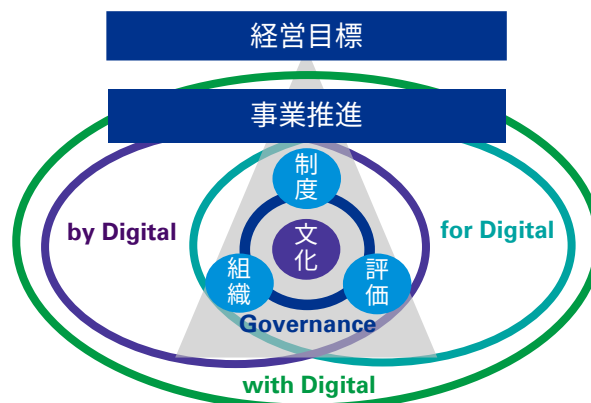 経営目標
事業推進
制度
by Digital
文化
for Digital
組織
評価
Governance
with Digital